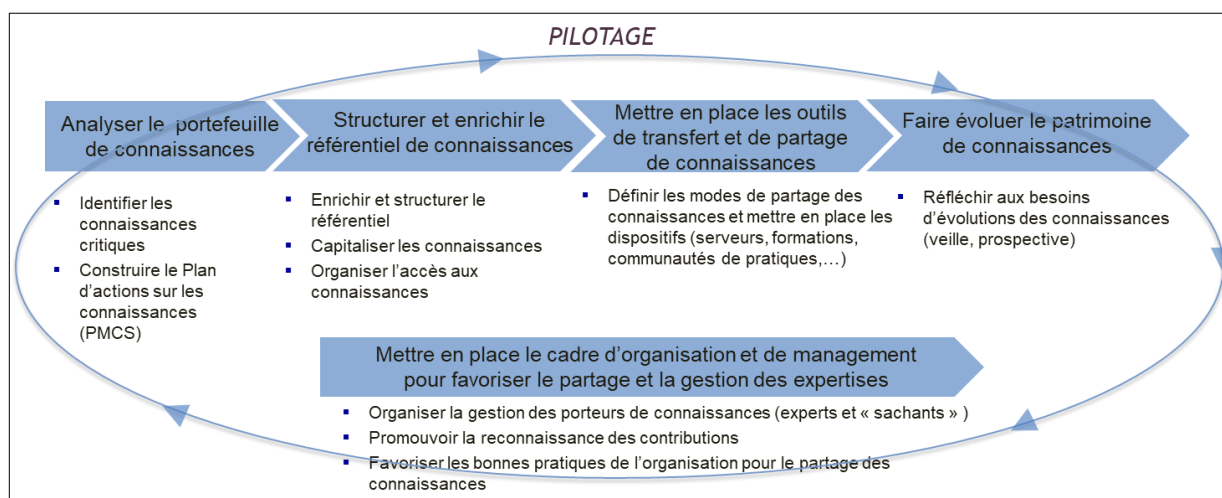 PILOTAGE
Analyser le portefeuille
de connaissances
Structurer et enrichir le
référentiel de connaissances
Mettre en place les outils
de transfert et de partage
de connaissances
Faire évoluer le patrimoine
de connaissances
Identifier les
connaissances
critiques
Construire le Plan
d'actions sur les
connaissances
(PMCS)
Enrichir et structurer le
référentiel
Capitaliser les connaissances
Organiser l'accès aux
connaissances
Définir les modes de partage des
connaissances et mettre en place les
dispositifs (serveurs, formations,
communautés de pratiques,…)
Réfléchir aux besoins
d'évolutions des connaissances
(veille, prospective)
Mettre en place le cadre d'organisation et de management
pour favoriser le partage et la gestion des expertises
Organiser la gestion des porteurs de connaissances (experts et « sachants » )
Promouvoir la reconnaissance des contributions
Favoriser les bonnes pratiques de l'organisation pour le partage des
connaissances